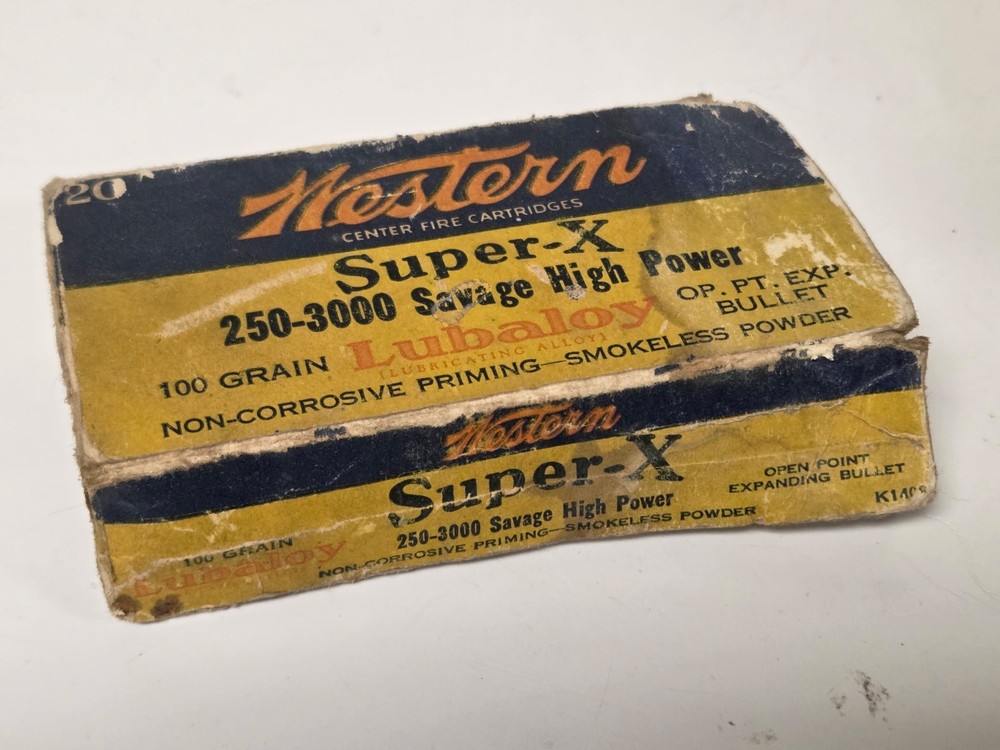 20
Western
CENTER FIRE CARTRIDGES
Super-X
250-3000 Savage High Power
100 GRAIN Lubaloy OP. PT. EXP. BULLET
(LUBRICATING ALLOY)
NON-CORROSIVE PRIMING—SMOKELESS POWDER
Western
Super-X
250-3000 Savage High Power
100 GRAIN
Lubaloy
NON-CORROSIVE PRIMING—SMOKELESS POWDER
OPEN POINT
EXPANDING BULLET